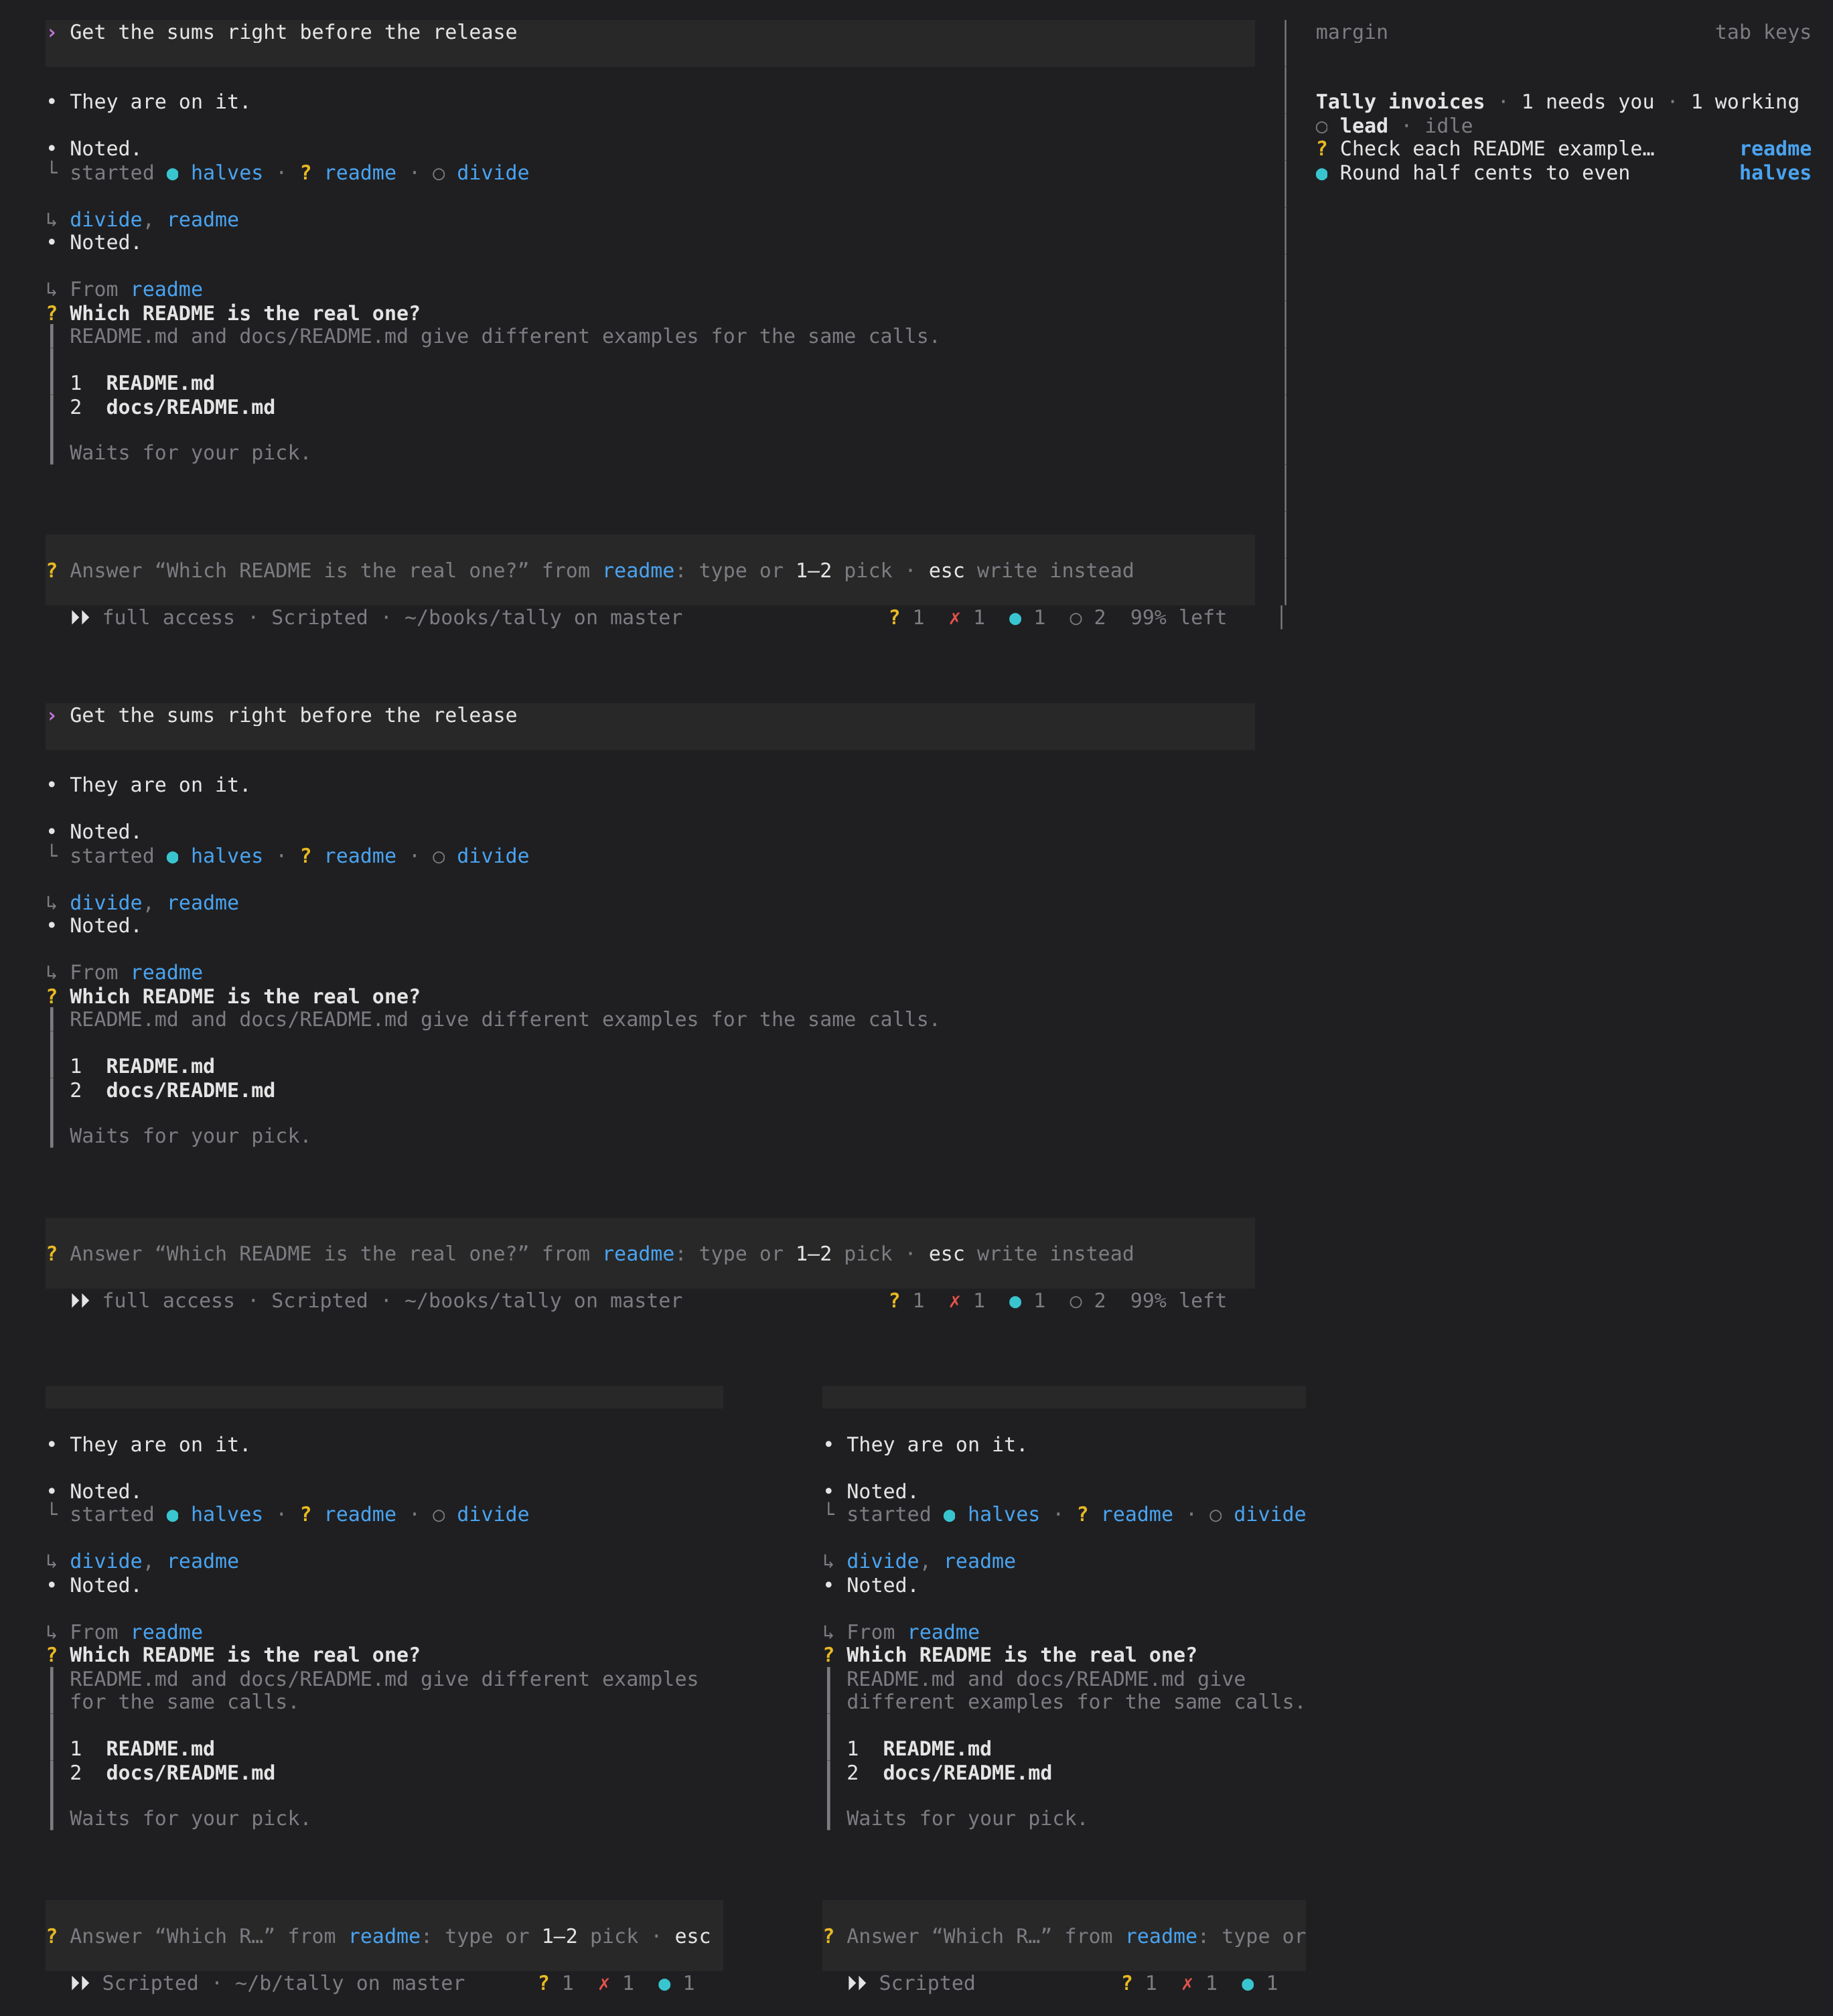 › Get the sums right before the release
• They are on it.
• Noted.
└ started ● halves · ? readme · ○ divide
↳ divide, readme
• Noted.
↳ From readme
? Which README is the real one?
README.md and docs/README.md give different examples for the same calls.
1  README.md
2  docs/README.md
Waits for your pick.
? Answer “Which README is the real one?” from readme: type or 1–2 pick · esc write instead
⏵⏵ full access · Scripted · ~/books/tally on master  ? 1  ✗ 1  ● 1  ○ 2  99% left
margin  tab keys
Tally invoices · 1 needs you · 1 working
○ lead · idle
? Check each README example…  readme
● Round half cents to even  halves
› Get the sums right before the release
• They are on it.
• Noted.
└ started ● halves · ? readme · ○ divide
↳ divide, readme
• Noted.
↳ From readme
? Which README is the real one?
README.md and docs/README.md give different examples for the same calls.
1  README.md
2  docs/README.md
Waits for your pick.
? Answer “Which README is the real one?” from readme: type or 1–2 pick · esc write instead
⏵⏵ full access · Scripted · ~/books/tally on master  ? 1  ✗ 1  ● 1  ○ 2  99% left
• They are on it.
• Noted.
└ started ● halves · ? readme · ○ divide
↳ divide, readme
• Noted.
↳ From readme
? Which README is the real one?
README.md and docs/README.md give different examples
for the same calls.
1  README.md
2  docs/README.md
Waits for your pick.
? Answer “Which R…” from readme: type or 1–2 pick · esc
⏵⏵ Scripted · ~/b/tally on master  ? 1  ✗ 1  ● 1
• They are on it.
• Noted.
└ started ● halves · ? readme · ○ divide
↳ divide, readme
• Noted.
↳ From readme
? Which README is the real one?
README.md and docs/README.md give
different examples for the same calls.
1  README.md
2  docs/README.md
Waits for your pick.
? Answer “Which R…” from readme: type or
⏵⏵ Scripted  ? 1  ✗ 1  ● 1